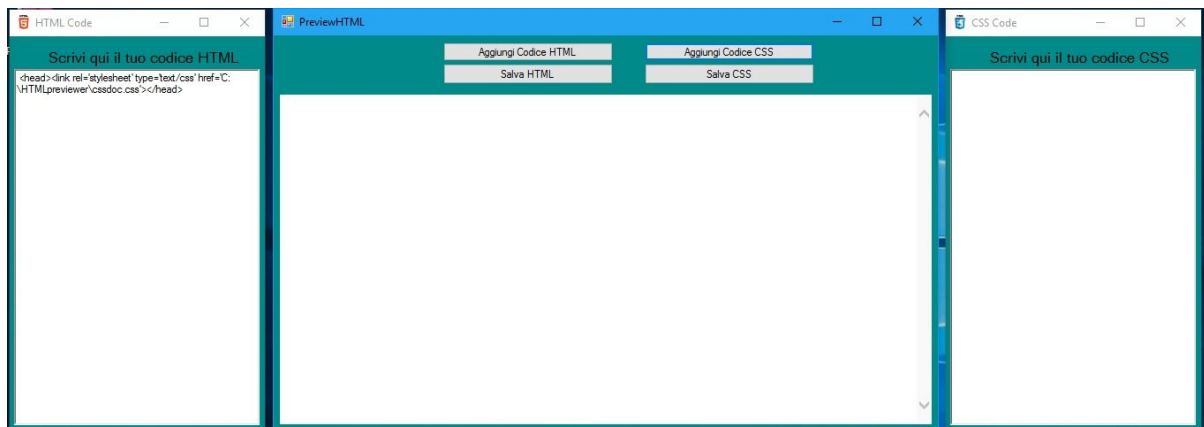 HTML Code
Scrivi qui il tuo codice HTML
<head><link rel='stylesheet' type='text/css' href='C:
\HTMLpreviewer\cssdoc.css'></head>
PreviewHTML
Aggiungi Codice HTML
Aggiungi Codice CSS
Salva HTML
Salva CSS
CSS Code
Scrivi qui il tuo codice CSS